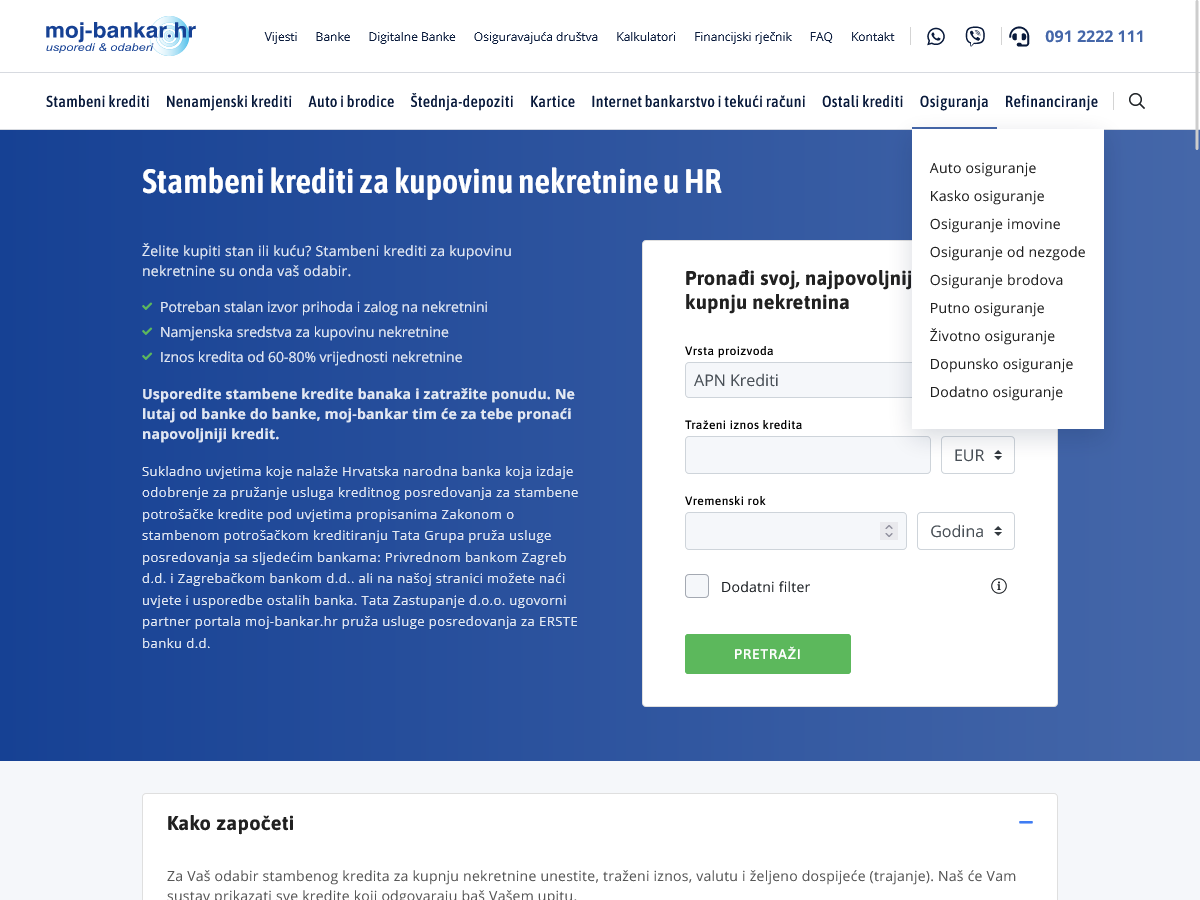 moj-bankar.hr
usporedi & odaberi
Vijesti Banke Digitalne Banke Osiguravajuća društva Kalkulatori Financijski rječnik FAQ Kontakt 091 2222 111
Stambeni krediti Nenamjenski krediti Auto i brodice Štednja-depoziti Kartice Internet bankarstvo i tekući računi Ostali krediti Osiguranja Refinanciranje
Auto osiguranje
Kasko osiguranje
Osiguranje imovine
Osiguranje od nezgode
Osiguranje brodova
Putno osiguranje
Životno osiguranje
Dopunsko osiguranje
Dodatno osiguranje
Stambeni krediti za kupovinu nekretnine u HR
Želite kupiti stan ili kuću? Stambeni krediti za kupovinu
nekretnine su onda vaš odabir.
Potreban stalan izvor prihoda i zalog na nekretnini
Namjenska sredstva za kupovinu nekretnine
Iznos kredita od 60-80% vrijednosti nekretnine
Usporedite stambene kredite banaka i zatražite ponudu. Ne
lutaj od banke do banke, moj-bankar tim će za tebe pronaći
napovoljniji kredit.
Sukladno uvjetima koje nalaže Hrvatska narodna banka koja izdaje
odobrenje za pružanje usluga kreditnog posredovanja za stambene
potrošačke kredite pod uvjetima propisanima Zakonom o
stambenom potrošačkom kreditiranju Tata Grupa pruža usluge
posredovanja sa sljedećim bankama: Privrednom bankom Zagreb
d.d. i Zagrebačkom bankom d.d.. ali na našoj stranici možete naći
uvjete i usporedbe ostalih banka. Tata Zastupanje d.o.o. ugovorni
partner portala moj-bankar.hr pruža usluge posredovanja za ERSTE
banku d.d.
Pronađi svoj, najpovoljnij
kupnju nekretnina
Vrsta proizvoda
APN Krediti
Traženi iznos kredita
EUR
Vremenski rok
Godina
Dodatni filter
PRETRAŽI
Kako započeti
Za Vaš odabir stambenog kredita za kupnju nekretnine unestite, traženi iznos, valutu i željeno dospijeće (trajanje). Naš će Vam
sustav prikazati sve kredite koji odgovaraju baš Vašem upitu.